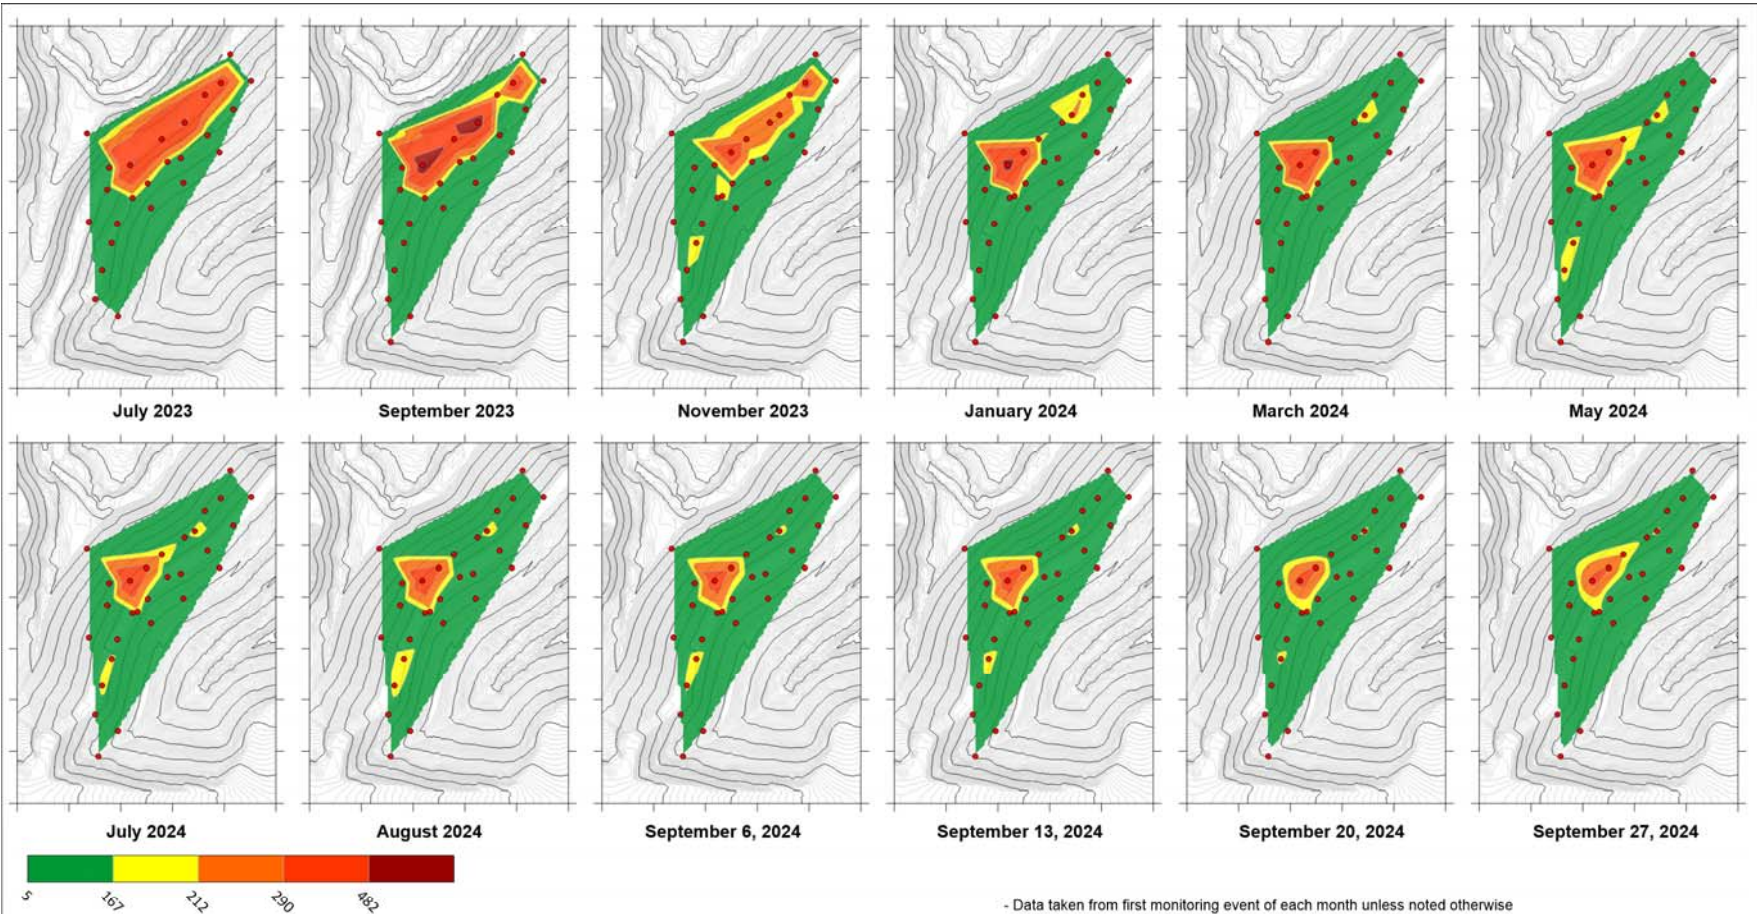 July 2023
September 2023
November 2023
January 2024
March 2024
May 2024
July 2024
August 2024
September 6, 2024
September 13, 2024
September 20, 2024
September 27, 2024
5
167
212
290
482
- Data taken from first monitoring event of each month unless noted otherwise